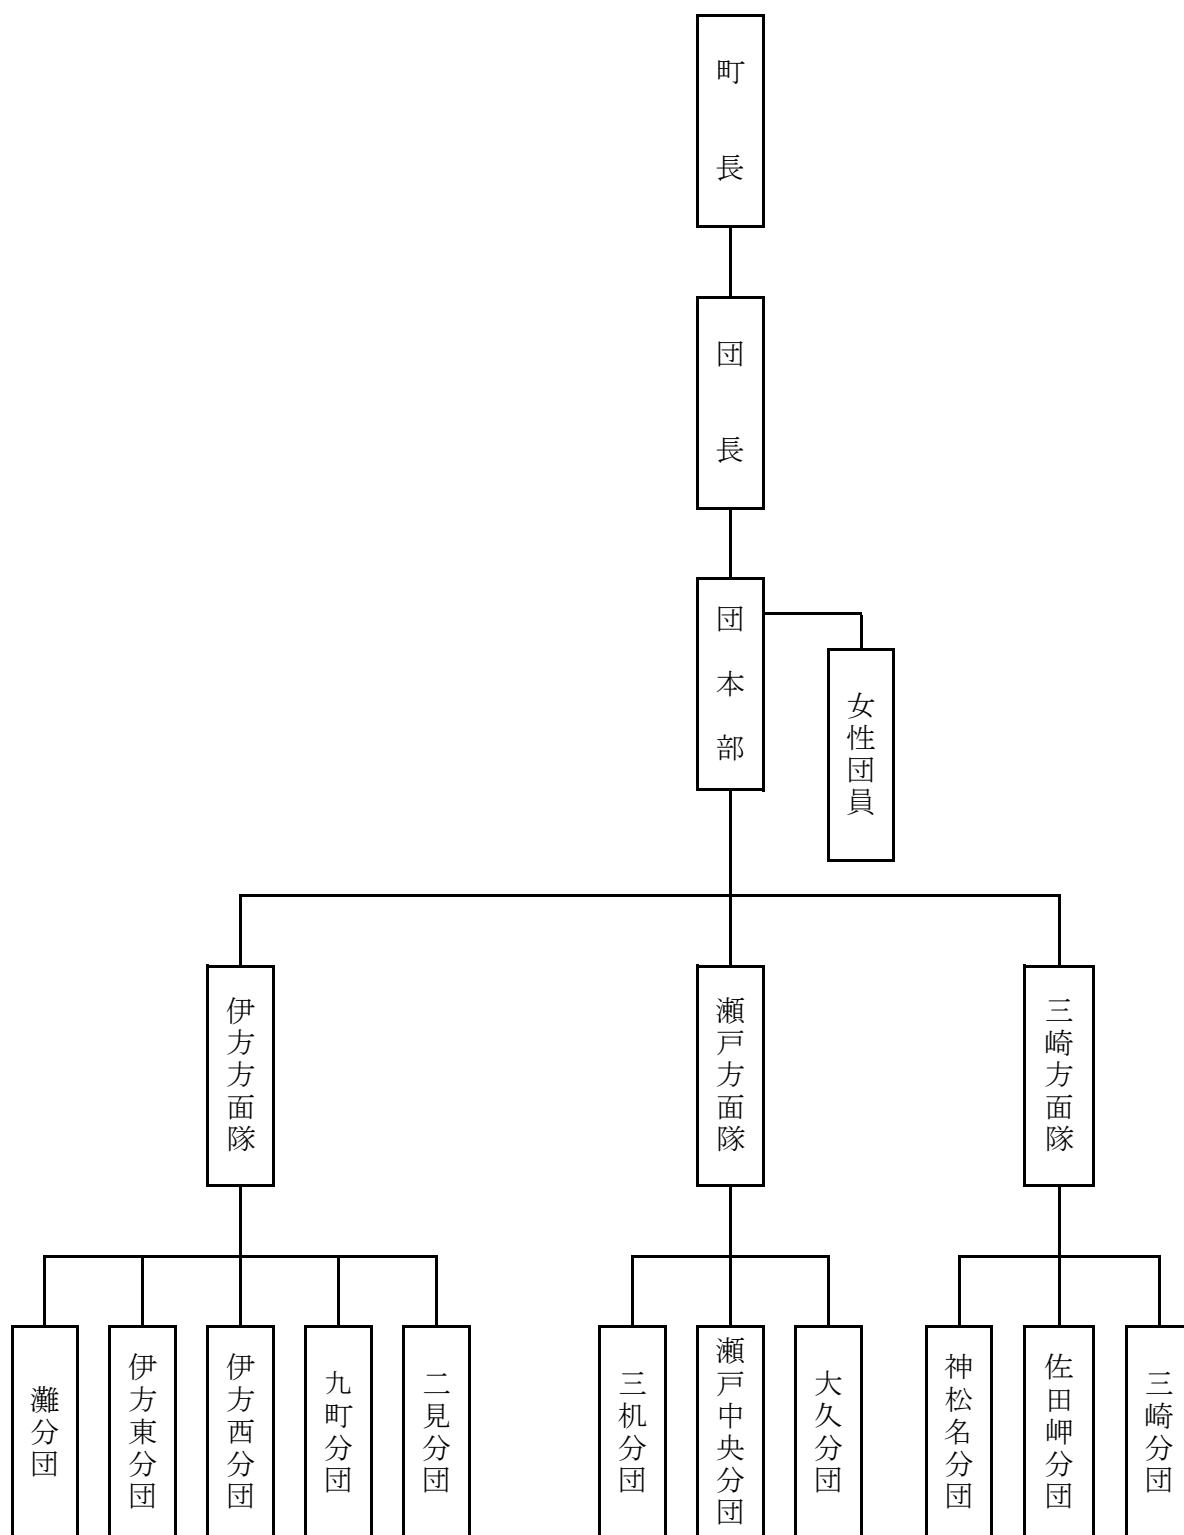 町長
団長
団本部
女性団員
伊方方面隊
瀬戸方面隊
三崎方面隊
灘分団
伊方東分団
伊方西分団
九町分団
二見分団
三机分団
瀬戸中央分団
大久分団
神松名分団
佐田岬分団
三崎分団